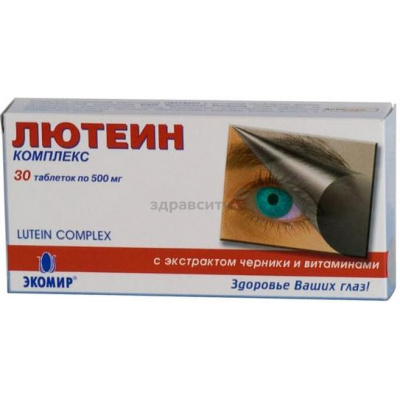 ЛЮТЕИН
КОМПЛЕКС
30 таблеток по 500 мг
здравсити
LUTEIN COMPLEX
ЭКОМИР®
с экстрактом черники и витаминами
Здоровье Ваших глаз!